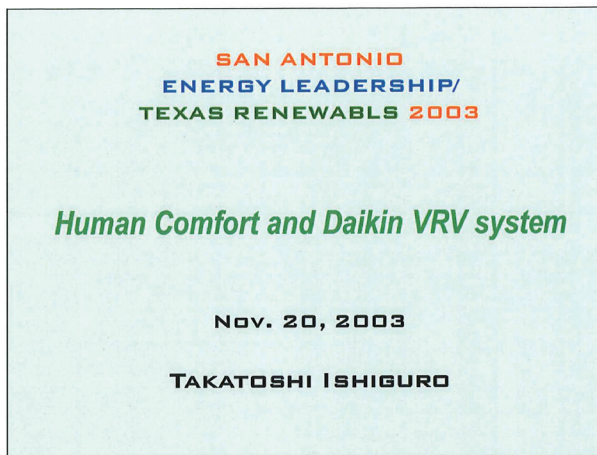 SAN ANTONIO
ENERGY LEADERSHIP/
TEXAS RENEWABLS 2003
Human Comfort and Daikin VRV system
Nov. 20, 2003
TAKATOSHI ISHIGURO